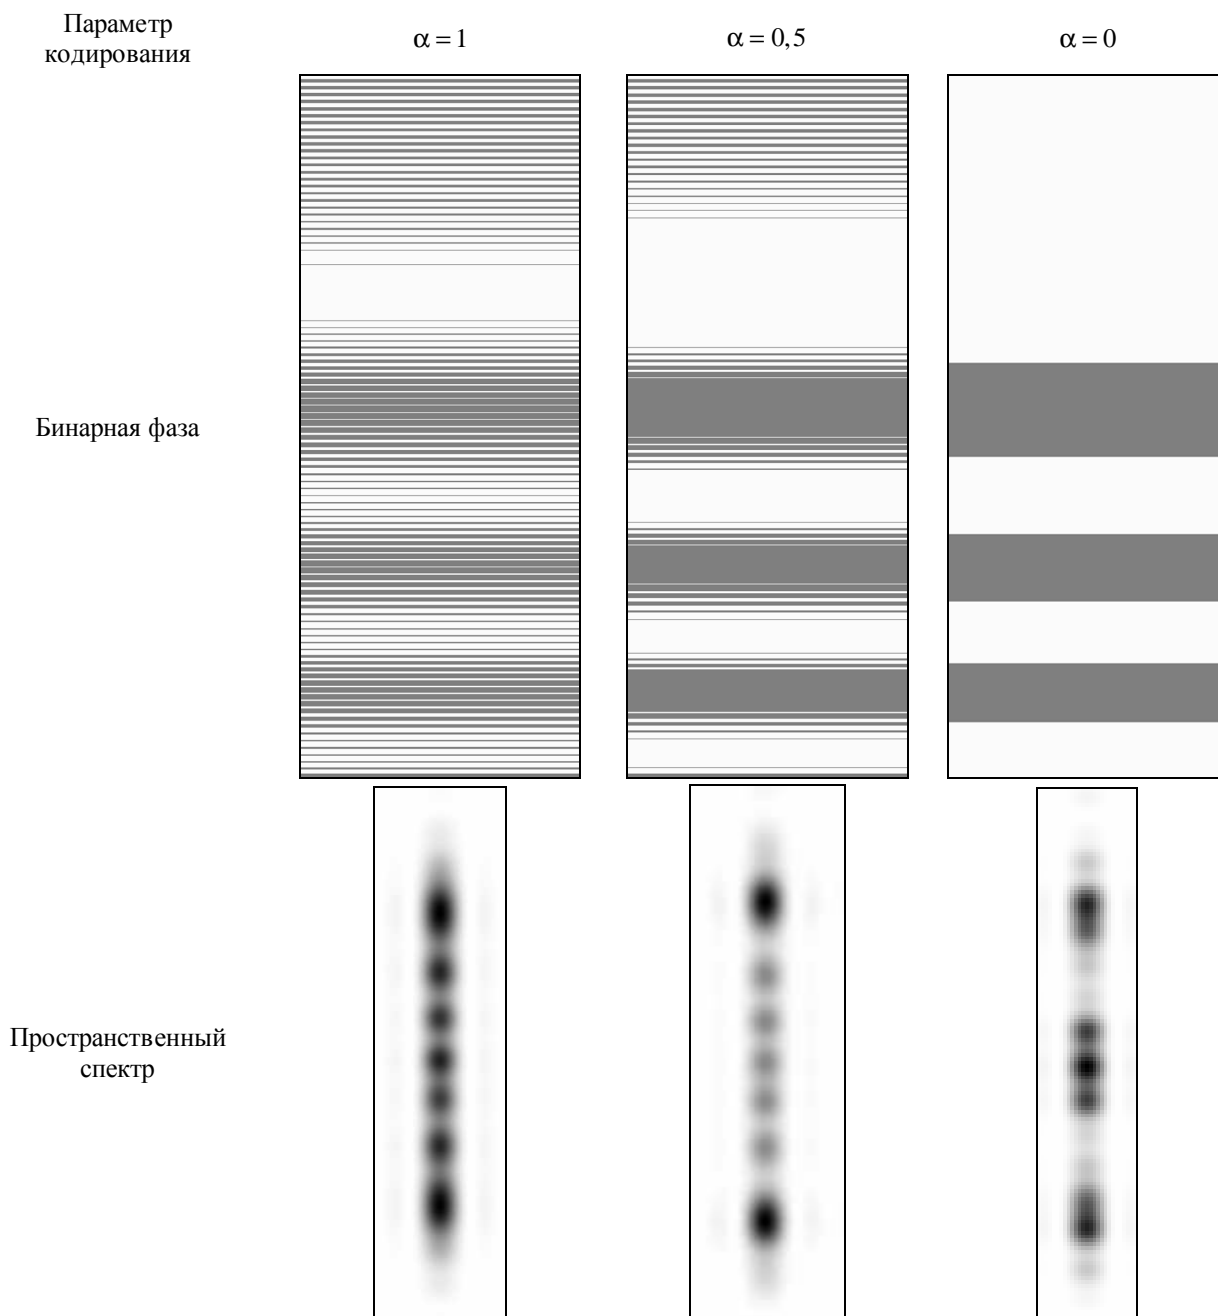 Параметр
кодирования
α = 1
α = 0,5
α = 0
Бинарная фаза
Пространственный
спектр